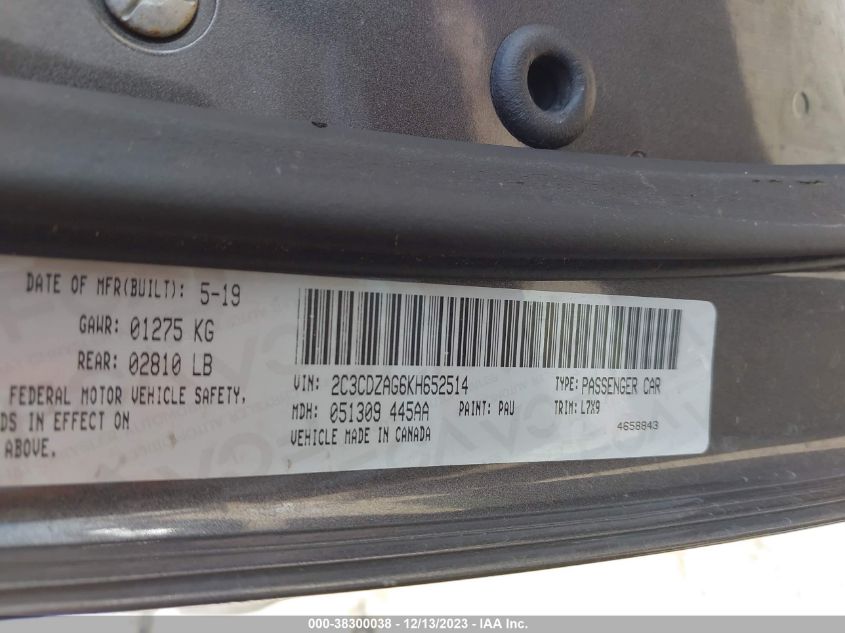 DATE OF MFR(BUILT): 5-19
GAWR: 01275 KG
REAR: 02810 LB
FEDERAL MOTOR VEHICLE SAFETY,
DS IN EFFECT ON
ABOVE.
VIN: 2C3CDZAG6KH652514
TYPE: PASSENGER CAR
MDH: 051309 445AA
PAINT: PAU
TRIM: L7X9
VEHICLE MADE IN CANADA
4658843
000-38300038 - 12/13/2023 - IAA Inc.